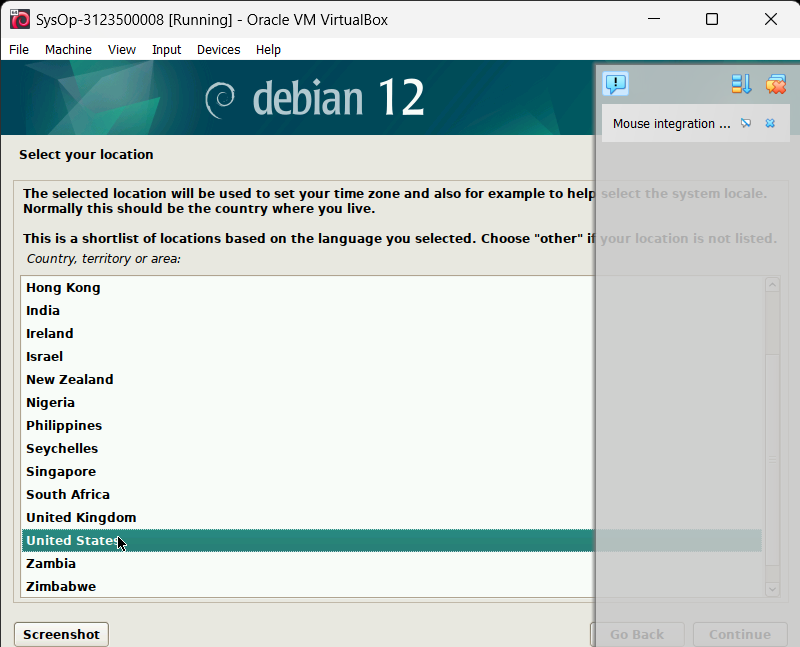 SysOp-3123500008 [Running] - Oracle VM VirtualBox
File Machine View Input Devices Help
debian 12
Mouse integration ...
Select your location
The selected location will be used to set your time zone and also for example to help select the system locale.
Normally this should be the country where you live.
This is a shortlist of locations based on the language you selected. Choose "other" if your location is not listed.
Country, territory or area:
Hong Kong
India
Ireland
Israel
New Zealand
Nigeria
Philippines
Seychelles
Singapore
South Africa
United Kingdom
United States
Zambia
Zimbabwe
Screenshot Go Back Continue